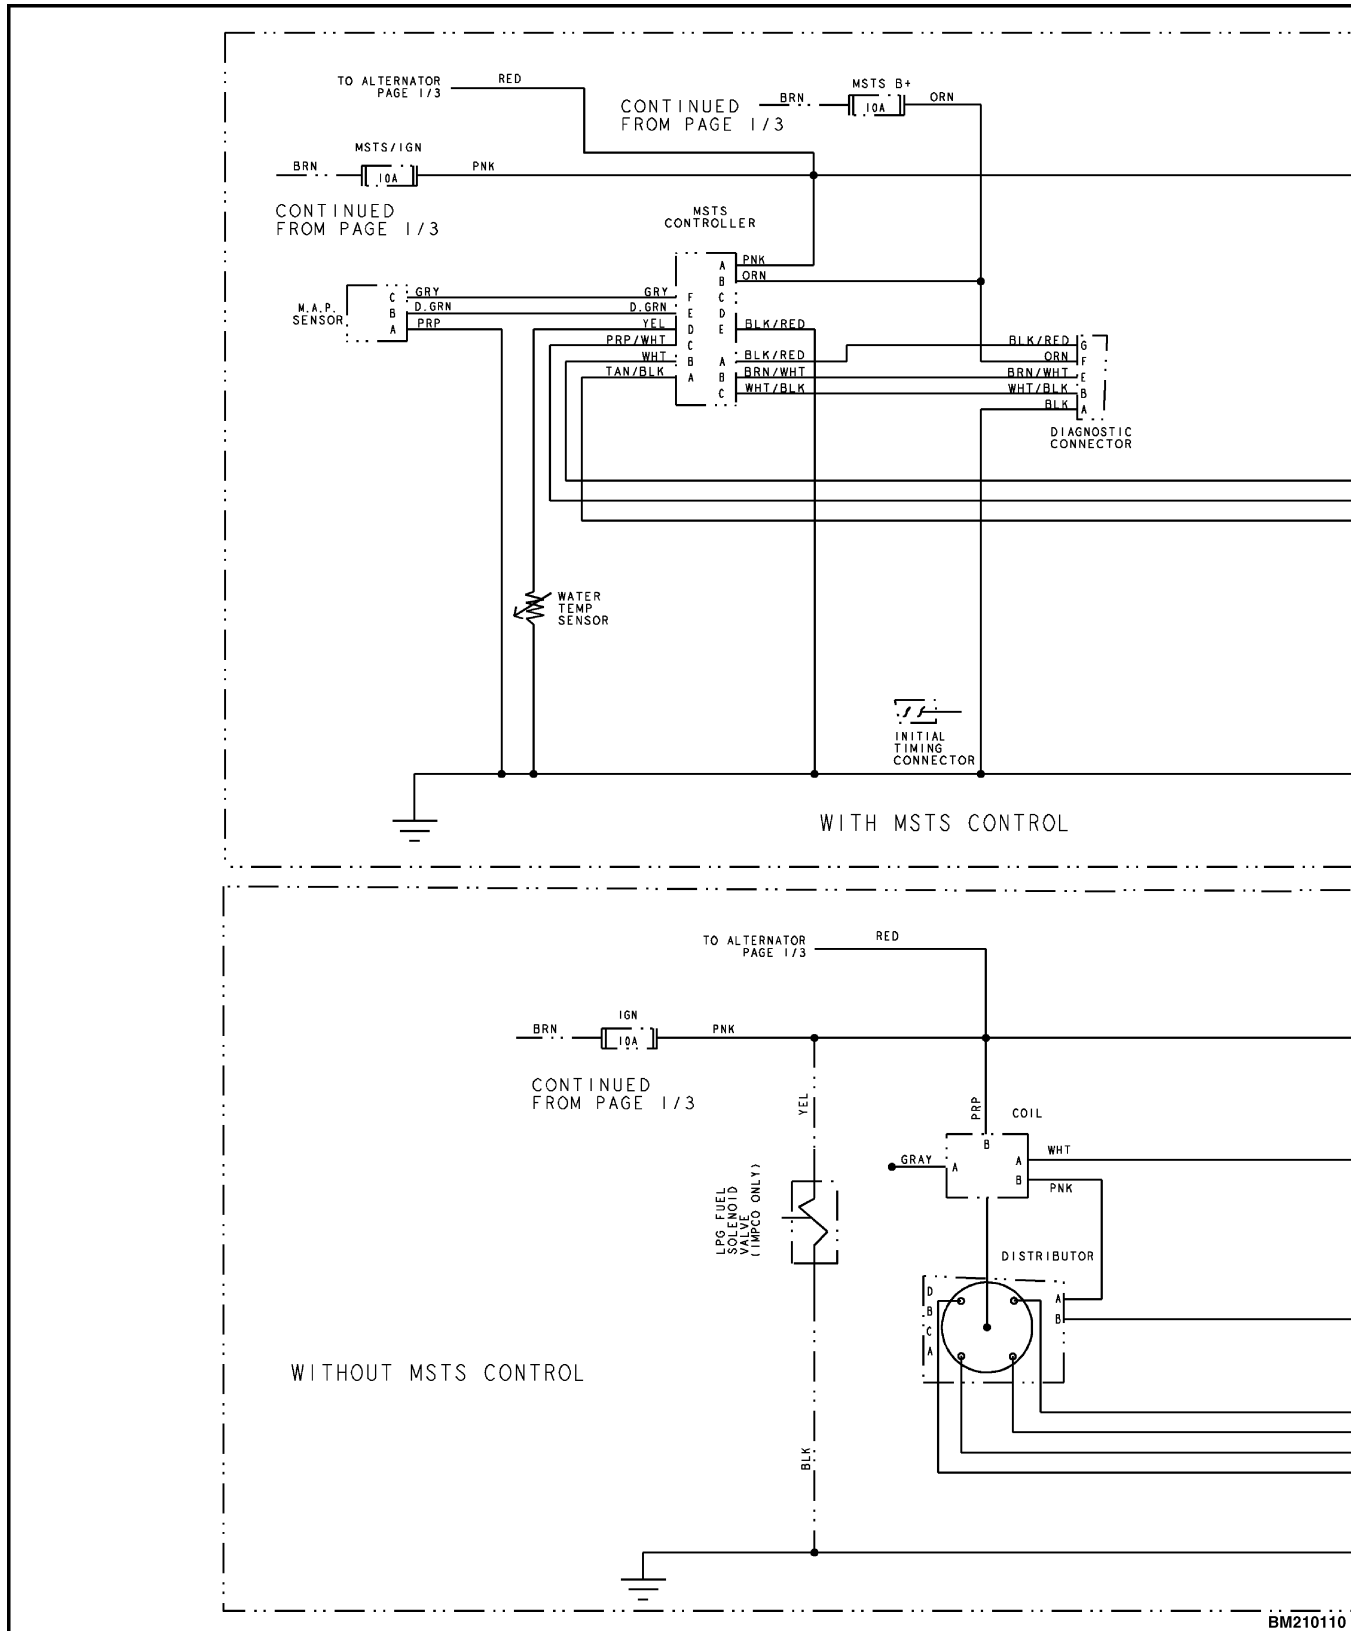 TO ALTERNATOR
PAGE 1/3
RED
CONTINUED
FROM PAGE 1/3
BRN
MSTS B+
10A
ORN
MSTS/IGN
BRN
10A
PNK
CONTINUED
FROM PAGE 1/3
MSTS
CONTROLLER
A PNK
B ORN
C
D
E BLK/RED
A BLK/RED
B BRN/WHT
C WHT/BLK
M.A.P.
SENSOR
C GRY
B D.GRN
A PRP
GRY F
D.GRN E
YEL D
PRP/WHT C
WHT B
TAN/BLK A
BLK/RED G
ORN F
BRN/WHT E
WHT/BLK B
BLK A
DIAGNOSTIC
CONNECTOR
WATER
TEMP
SENSOR
INITIAL
TIMING
CONNECTOR
WITH MSTS CONTROL
TO ALTERNATOR
PAGE 1/3
RED
IGN
BRN
10A
PNK
CONTINUED
FROM PAGE 1/3
YEL
PRP
COIL
B
GRAY A
A WHT
B PNK
LPG FUEL
SOLENOID
VALVE
(IMPCO ONLY)
DISTRIBUTOR
D
B
C
A
A
B
WITHOUT MSTS CONTROL
BLK
BM210110